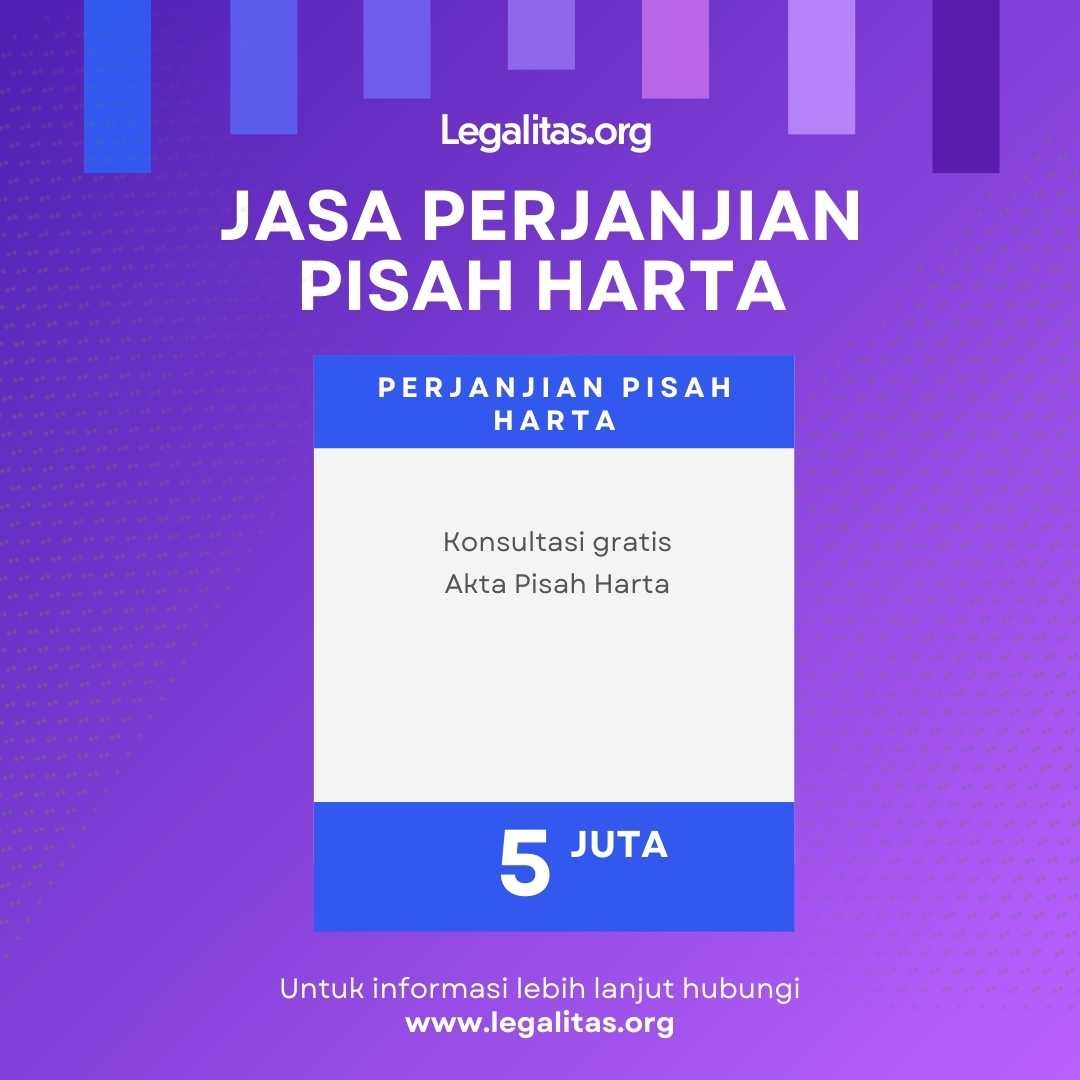 Legalitas.org
JASA PERJANJIAN
PISAH HARTA
PERJANJIAN PISAH
HARTA
Konsultasi gratis
Akta Pisah Harta
5 JUTA
Untuk informasi lebih lanjut hubungi
www.legalitas.org